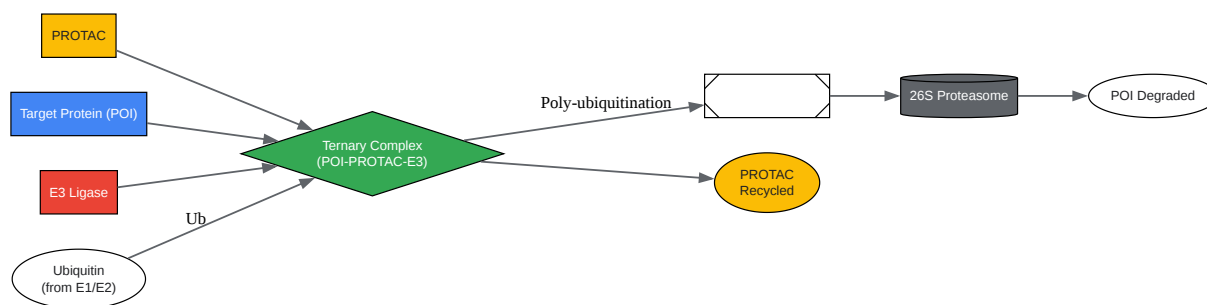 PROTAC
Target Protein (POI)
E3 Ligase
Ubiquitin
(from E1/E2)
Ub
Ternary Complex
(POI-PROTAC-E3)
Poly-ubiquitination
PROTAC
Recycled
26S Proteasome
POI Degraded